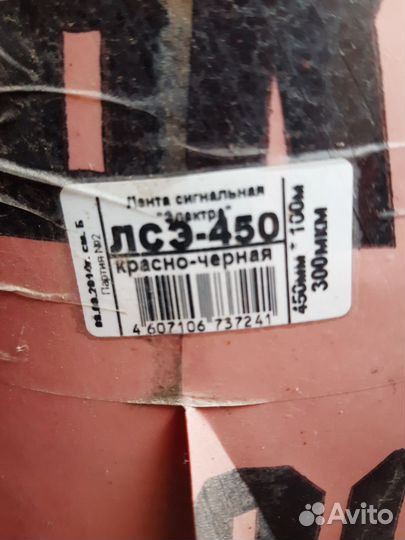 Лента сигнальная
"Электра"
ЛСЭ-450
красно-черная
4 607106 737241
Партия №2
450мм * 100м
300мкм
Avito